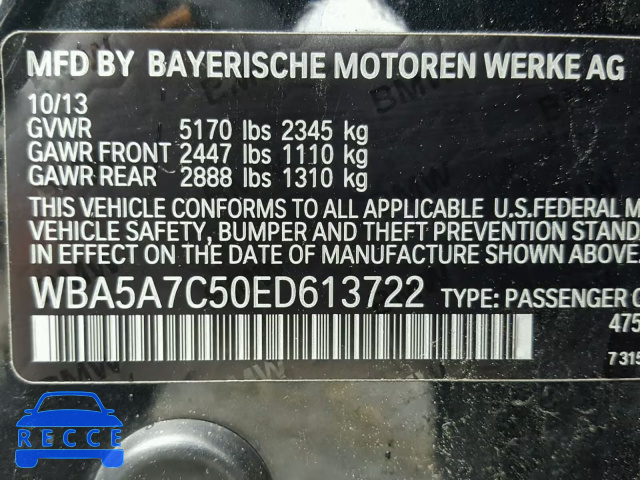 MFD BY BAYERISCHE MOTOREN WERKE AG
10/13
GVWR 5170 lbs 2345 kg
GAWR FRONT 2447 lbs 1110 kg
GAWR REAR 2888 lbs 1310 kg
THIS VEHICLE CONFORMS TO ALL APPLICABLE U.S.FEDERAL M
VEHICLE SAFETY, BUMPER AND THEFT PREVENTION STAND
IN EFFECT ON THE DATE OF MANUFACTURE SHOWN ABOVE.
WBA5A7C50ED613722 TYPE: PASSENGER C
475
7315
RECCE